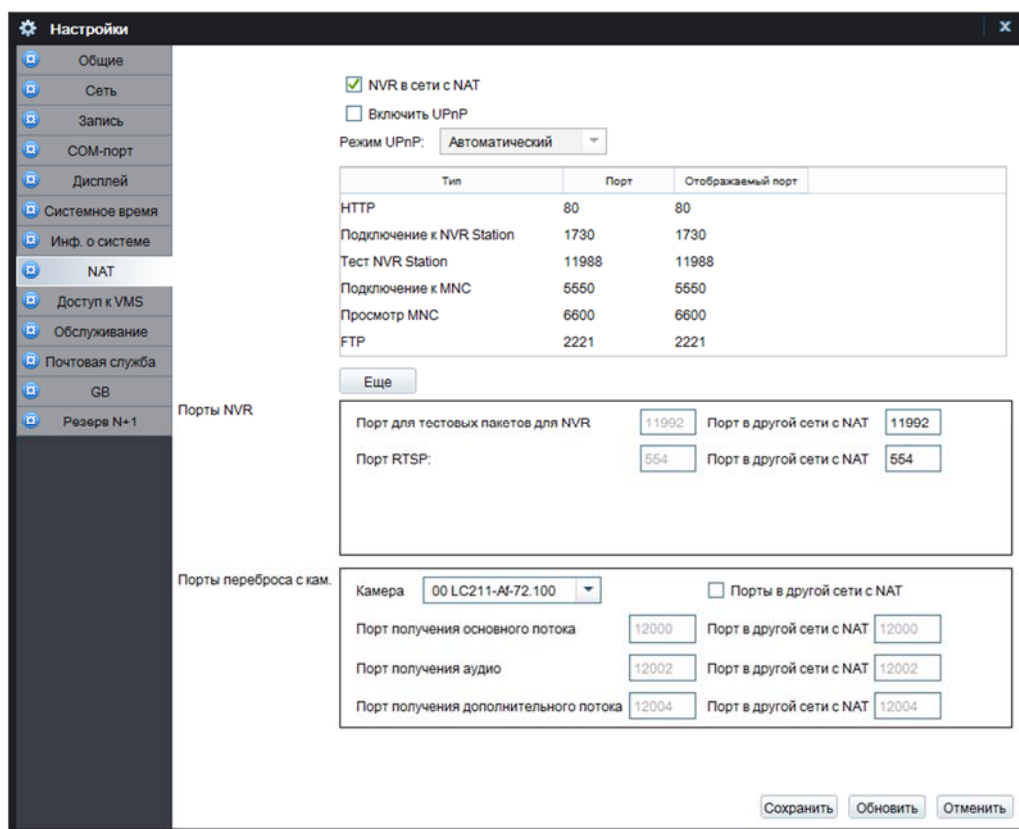 Настройки
x
Общие
Сеть
Запись
COM-порт
Дисплей
Системное время
Инф. о системе
NAT
Доступ к VMS
Обслуживание
Почтовая служба
GB
Резерв N+1
NVR в сети с NAT
Включить UPnP
Режим UPnP: Автоматический
Тип Порт Отображаемый порт
HTTP 80 80
Подключение к NVR Station 1730 1730
Тест NVR Station 11988 11988
Подключение к MNC 5550 5550
Просмотр MNC 6600 6600
FTP 2221 2221
Еще
Порты NVR
Порт для тестовых пакетов для NVR 11992 Порт в другой сети с NAT 11992
Порт RTSP: 554 Порт в другой сети с NAT 554
Порты переброса с кам.
Камера 00 LC211-Af-72.100 Порты в другой сети с NAT
Порт получения основного потока 12000 Порт в другой сети с NAT 12000
Порт получения аудио 12002 Порт в другой сети с NAT 12002
Порт получения дополнительного потока 12004 Порт в другой сети с NAT 12004
Сохранить Обновить Отменить